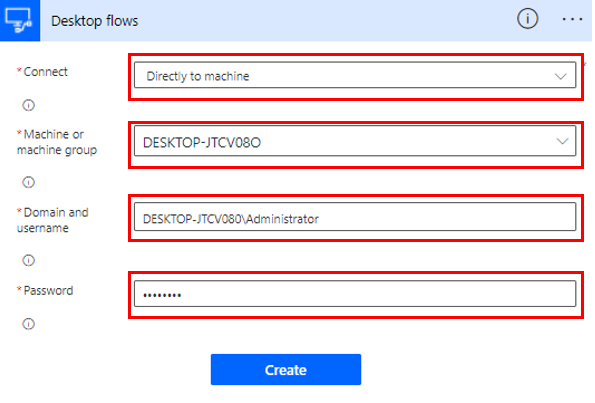 Desktop flows
*Connect
Directly to machine
*Machine or
machine group
DESKTOP-JTCV08O
*Domain and
username
DESKTOP-JTCV080\Administrator
*Password
••••••••
Create